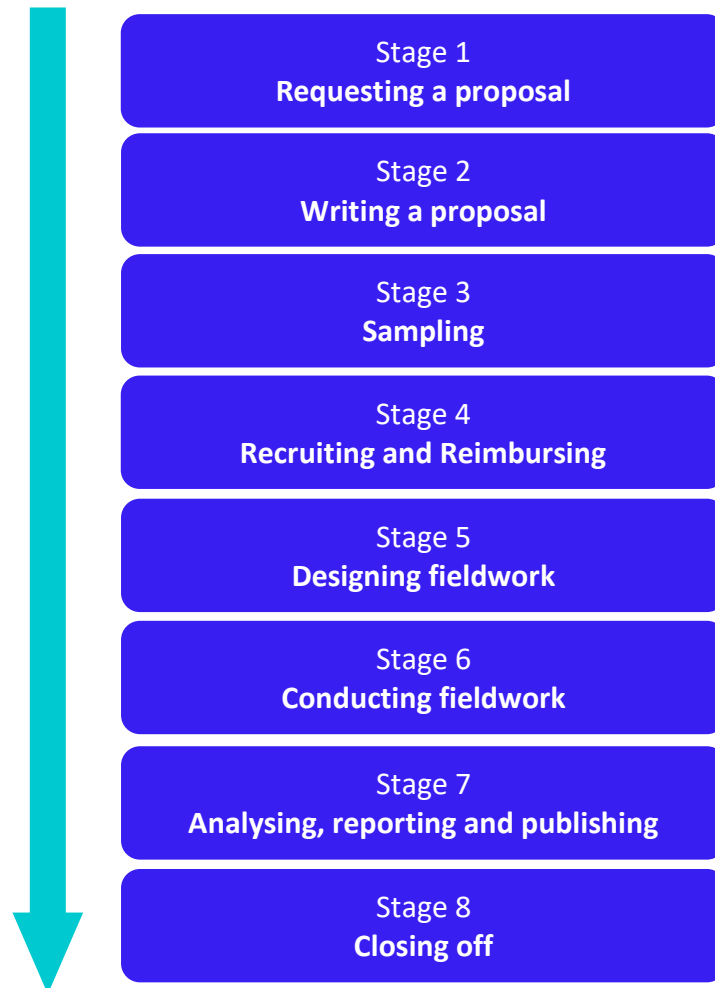 Stage 1
Requesting a proposal
Stage 2
Writing a proposal
Stage 3
Sampling
Stage 4
Recruiting and Reimbursing
Stage 5
Designing fieldwork
Stage 6
Conducting fieldwork
Stage 7
Analysing, reporting and publishing
Stage 8
Closing off